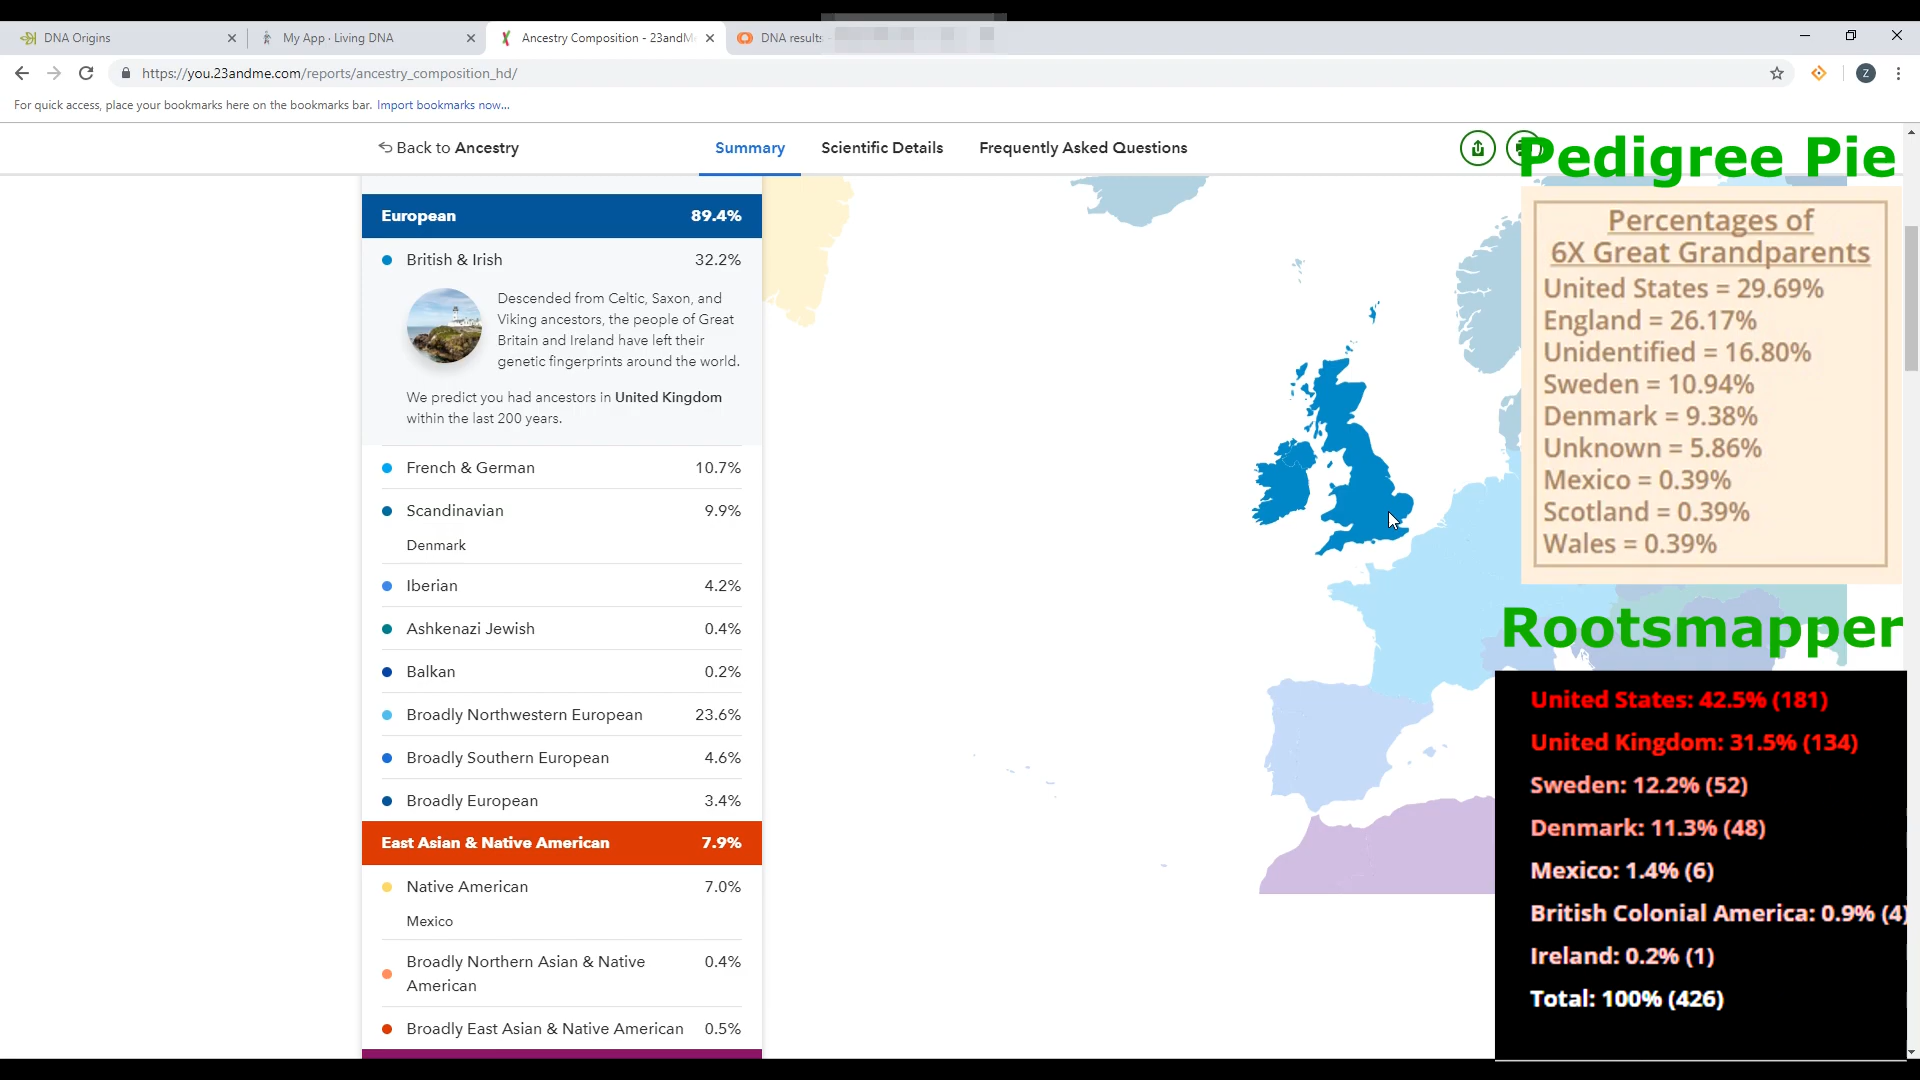 DNA Origins
My App · Living DNA
Ancestry Composition - 23andM
DNA results
https://you.23andme.com/reports/ancestry_composition_hd/
Z
For quick access, place your bookmarks here on the bookmarks bar. Import bookmarks now...
Back to Ancestry
Summary
Scientific Details
Frequently Asked Questions
European 89.4%
British & Irish 32.2%
Descended from Celtic, Saxon, and
Viking ancestors, the people of Great
Britain and Ireland have left their
genetic fingerprints around the world.
We predict you had ancestors in United Kingdom
within the last 200 years.
French & German 10.7%
Scandinavian 9.9%
Denmark
Iberian 4.2%
Ashkenazi Jewish 0.4%
Balkan 0.2%
Broadly Northwestern European 23.6%
Broadly Southern European 4.6%
Broadly European 3.4%
East Asian & Native American 7.9%
Native American 7.0%
Mexico
Broadly Northern Asian & Native 0.4%
American
Broadly East Asian & Native American 0.5%
Pedigree Pie
Percentages of
6X Great Grandparents
United States = 29.69%
England = 26.17%
Unidentified = 16.80%
Sweden = 10.94%
Denmark = 9.38%
Unknown = 5.86%
Mexico = 0.39%
Scotland = 0.39%
Wales = 0.39%
Rootsmapper
United States: 42.5% (181)
United Kingdom: 31.5% (134)
Sweden: 12.2% (52)
Denmark: 11.3% (48)
Mexico: 1.4% (6)
British Colonial America: 0.9% (4)
Ireland: 0.2% (1)
Total: 100% (426)